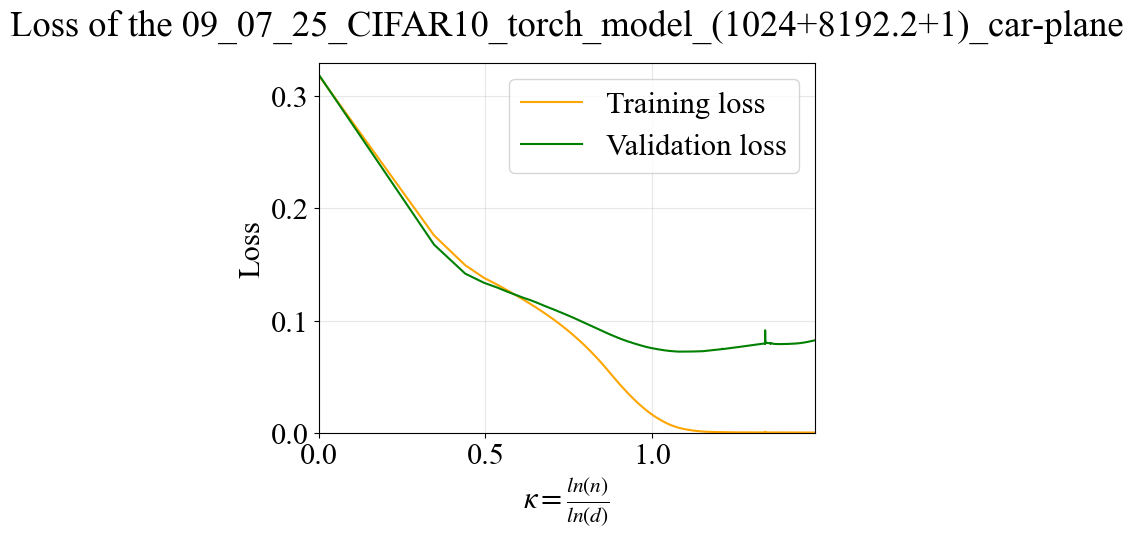 Loss of the 09_07_25_CIFAR10_torch_model_(1024+8192.2+1)_car-plane
0.3
0.2
0.1
0.0
Loss
Training loss
Validation loss
0.0 0.5 1.0
κ = ln(n)/ln(d)